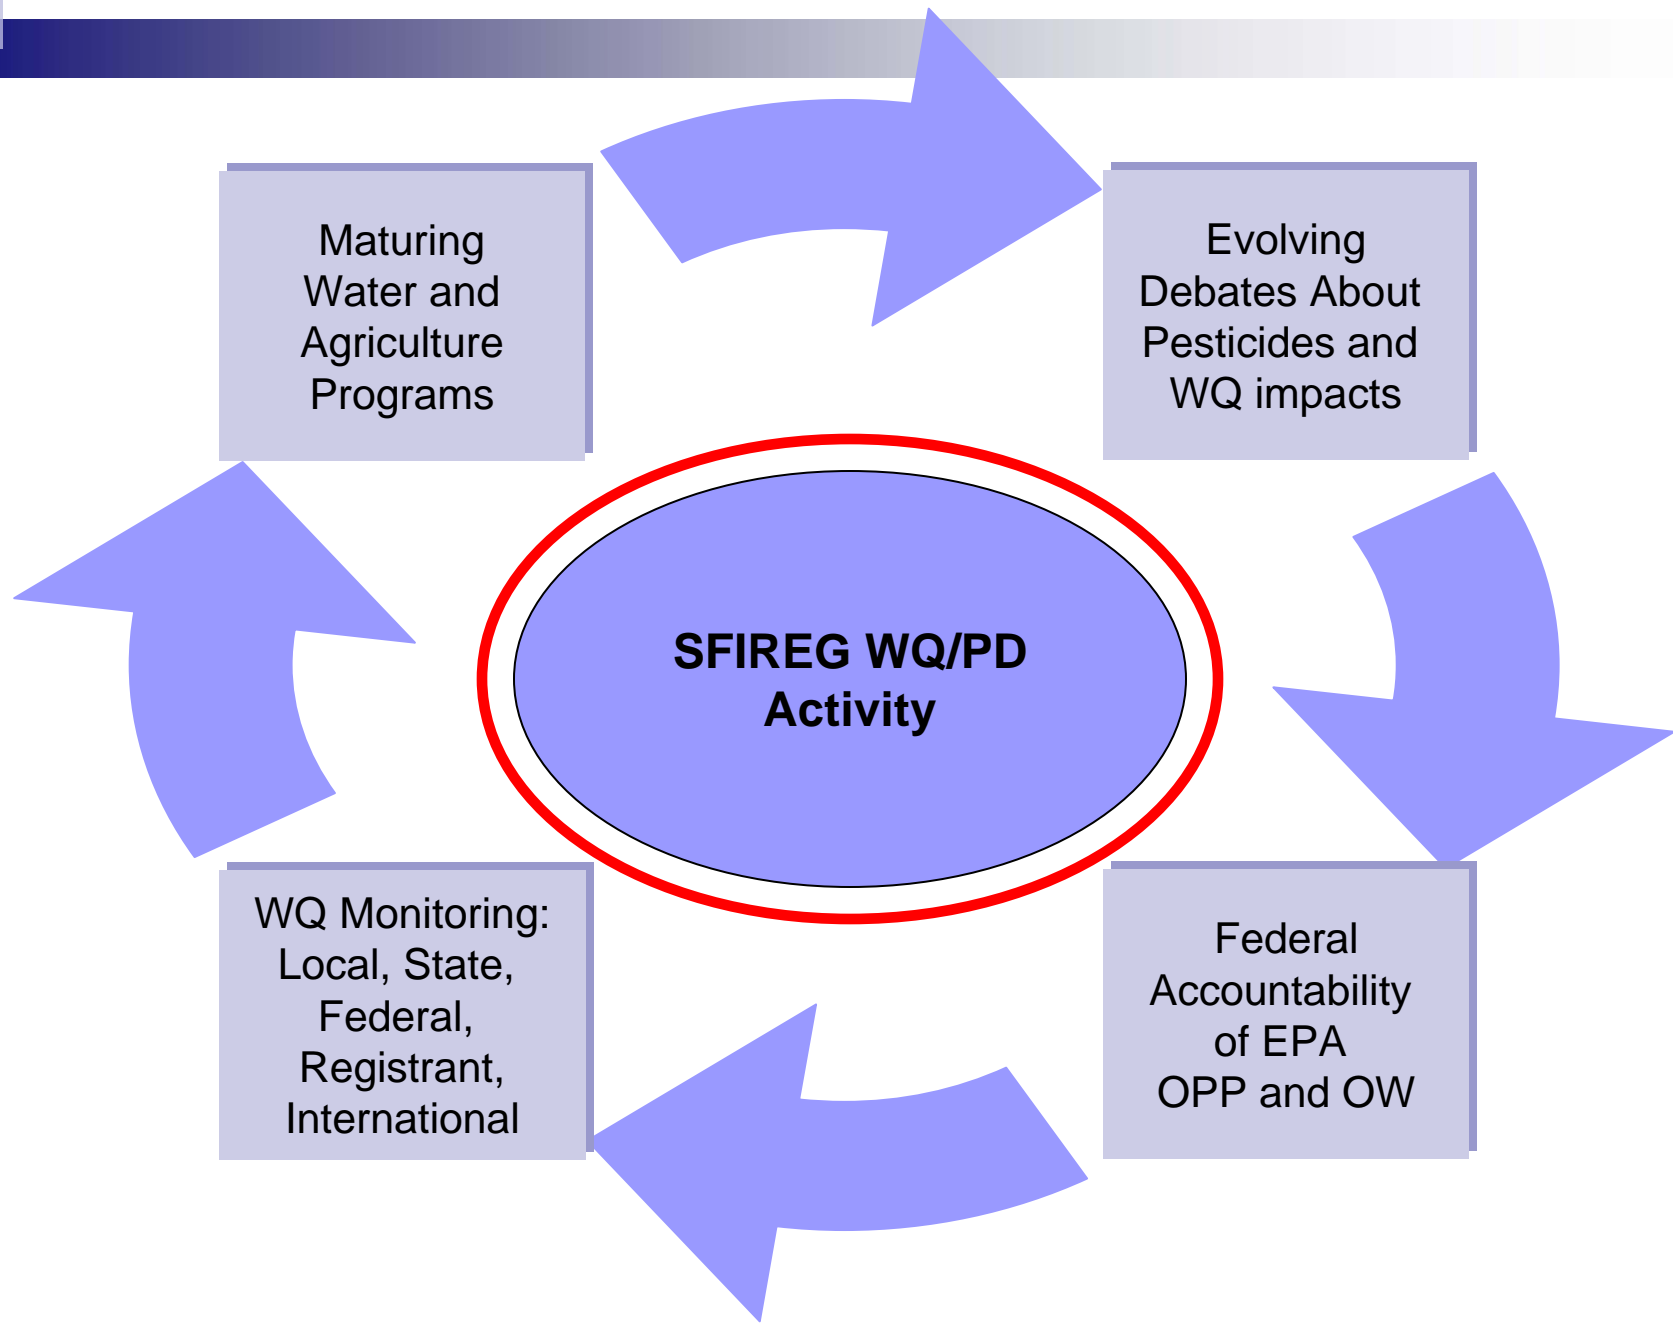 Maturing
Water and
Agriculture
Programs
Evolving
Debates About
Pesticides and
WQ impacts
SFIREG WQ/PD
Activity
WQ Monitoring:
Local, State,
Federal,
Registrant,
International
Federal
Accountability
of EPA
OPP and OW